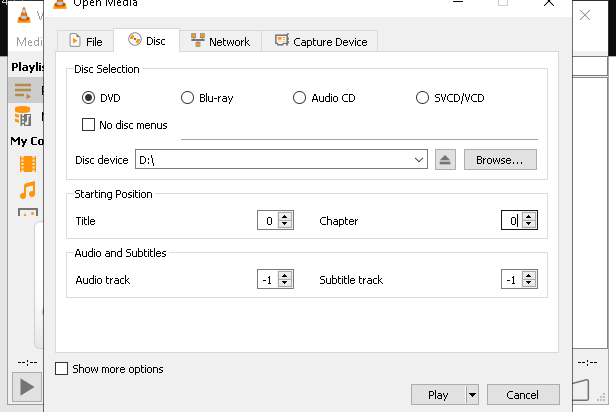 Open Media
Medi
Playlis
My Co
File
Disc
Network
Capture Device
Disc Selection
DVD
Blu-ray
Audio CD
SVCD/VCD
No disc menus
Disc device
D:\
Browse...
Starting Position
Title
0
Chapter
0
Audio and Subtitles
Audio track
-1
Subtitle track
-1
Show more options
--:--
--:--
Play
Cancel